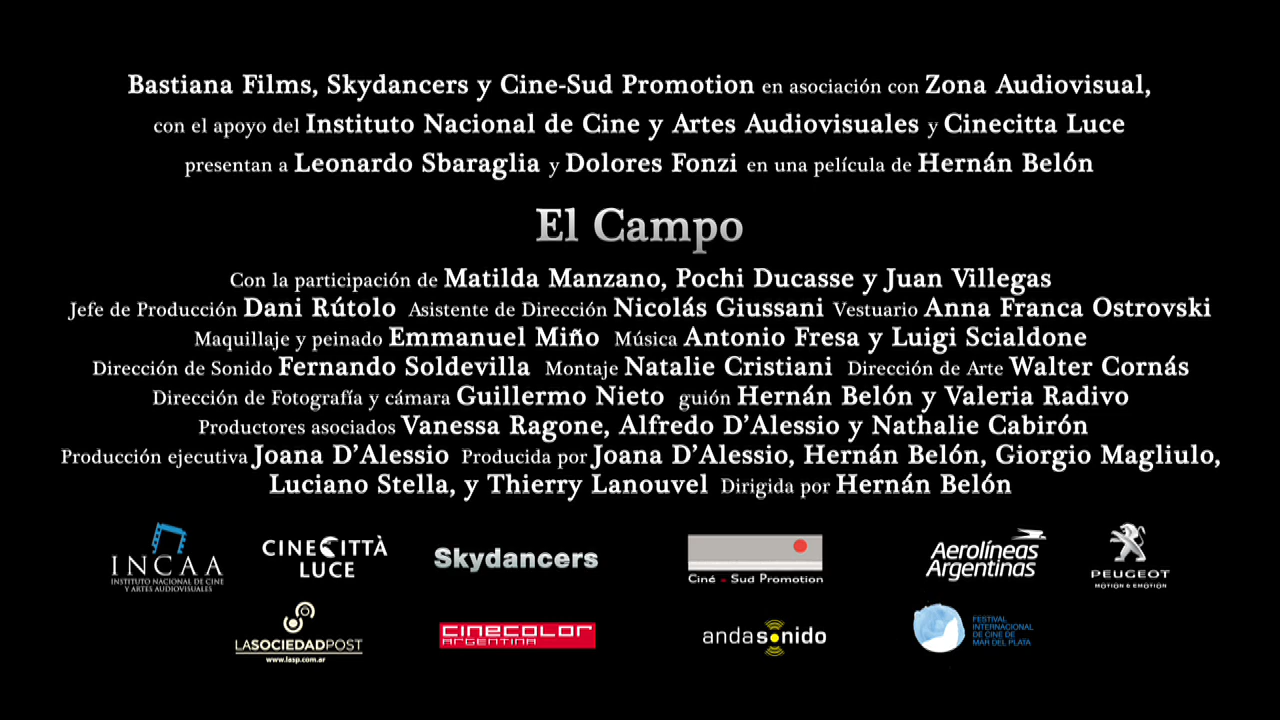 Bastiana Films, Skydancers y Cine-Sud Promotion en asociación con Zona Audiovisual,
con el apoyo del Instituto Nacional de Cine y Artes Audiovisuales y Cinecitta Luce
presentan a Leonardo Sbaraglia y Dolores Fonzi en una película de Hernán Belón
El Campo
Con la participación de Matilda Manzano, Pochi Ducasse y Juan Villegas
Jefe de Producción Dani Rútolo Asistente de Dirección Nicolás Giussani Vestuario Anna Franca Ostrovski
Maquillaje y peinado Emmanuel Miño Música Antonio Fresa y Luigi Scialdone
Dirección de Sonido Fernando Soldevilla Montaje Natalie Cristiani Dirección de Arte Walter Cornás
Dirección de Fotografía y cámara Guillermo Nieto guión Hernán Belón y Valeria Radivo
Productores asociados Vanessa Ragone, Alfredo D’Alessio y Nathalie Cabirón
Producción ejecutiva Joana D’Alessio Producida por Joana D’Alessio, Hernán Belón, Giorgio Magliulo,
Luciano Stella, y Thierry Lanouvel Dirigida por Hernán Belón
INCAA
INSTITUTO NACIONAL DE CINE
Y ARTES AUDIOVISUALES
CINECITTÀ
LUCE
Skydancers
Ciné - Sud Promotion
Aerolíneas
Argentinas
PEUGEOT
MOTION & EMOTION
LASOCIEDADPOST
www.lasp.com.ar
CINECOLOR
ARGENTINA
andasonido
FESTIVAL
INTERNACIONAL
DE CINE DE
MAR DEL PLATA